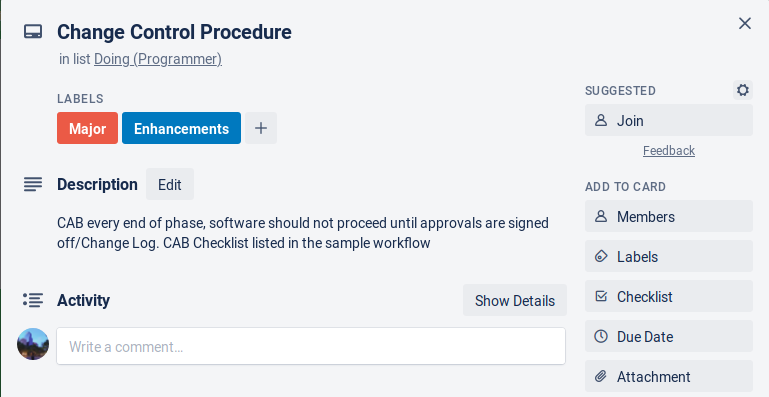 Change Control Procedure
in list Doing (Programmer)
LABELS
Major
Enhancements
+
Description
Edit
CAB every end of phase, software should not proceed until approvals are signed
off/Change Log. CAB Checklist listed in the sample workflow
Activity
Show Details
Write a comment...
SUGGESTED
Join
Feedback
ADD TO CARD
Members
Labels
Checklist
Due Date
Attachment